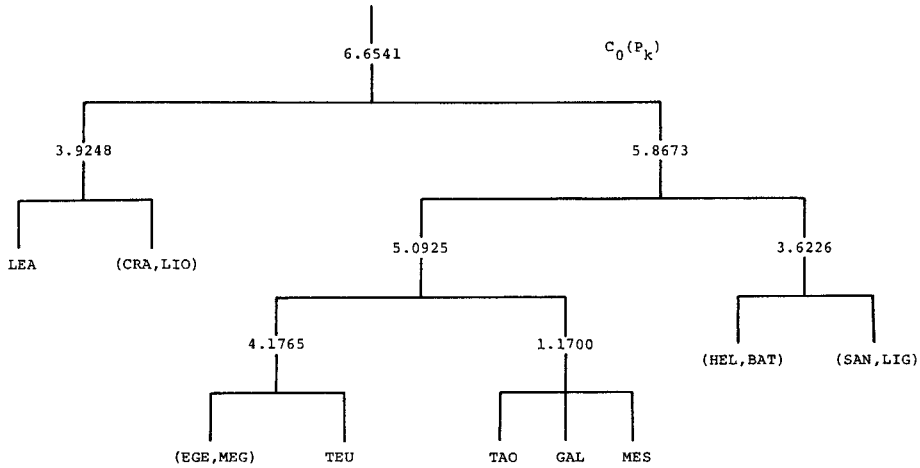 6.6541 C0(Pk)
3.9248 5.8673
LEA (CRA,LIO) 5.0925 3.6226
4.1765 1.1700 (HEL,BAT) (SAN,LIG)
(EGE,MEG) TEU TAO GAL MES